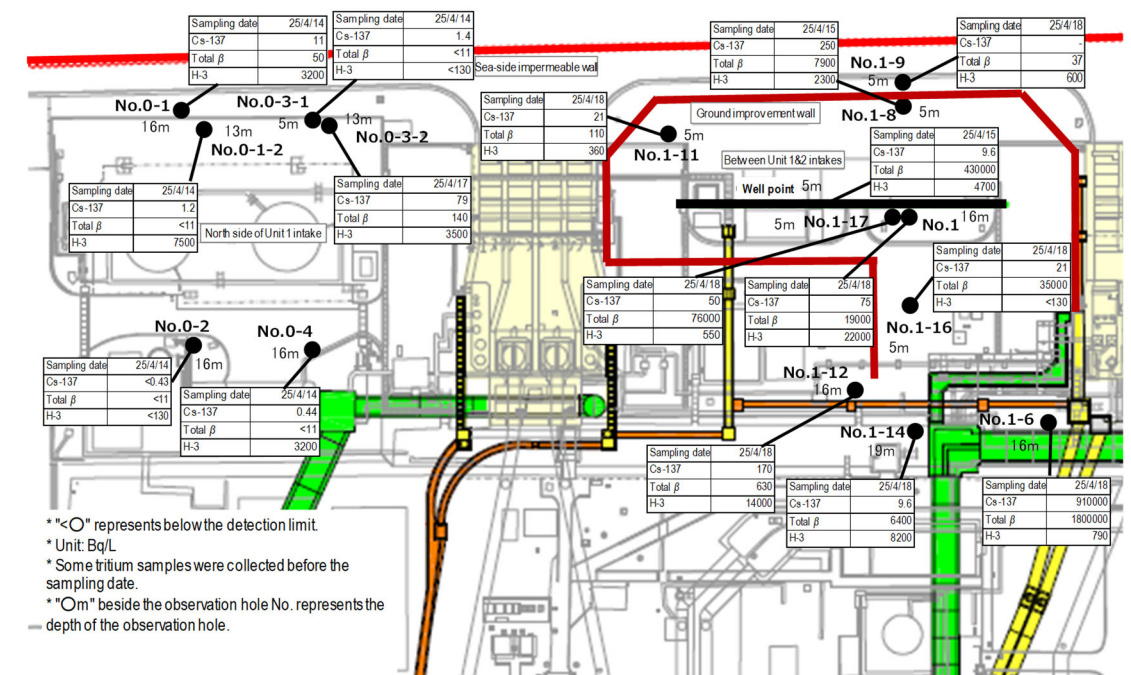 Sampling date 25/4/14
Cs-137 11
Total β 50
H-3 3200
Sampling date 25/4/14
Cs-137 1.4
Total β <11
H-3 <130
Sea-side impermeable wall
Sampling date 25/4/15
Cs-137 250
Total β 7900
H-3 2300
Sampling date 25/4/18
Cs-137 -
Total β 37
H-3 600
No.0-1
16m
No.0-3-1
5m
13m
No.0-3-2
13m
No.0-1-2
No.1-9
5m
No.1-8
5m
Ground improvement wall
Sampling date 25/4/18
Cs-137 21
Total β 110
H-3 360
5m
No.1-11
Sampling date 25/4/15
Cs-137 9.6
Total β 430000
H-3 4700
Between Unit 1&2 intakes
Well point 5m
Sampling date 25/4/14
Cs-137 1.2
Total β <11
H-3 7500
North side of Unit 1 intake
Sampling date 25/4/17
Cs-137 79
Total β 140
H-3 3500
5m
No.1-17
No.1
16m
Sampling date 25/4/18
Cs-137 21
Total β 35000
H-3 <130
Sampling date 25/4/18
Cs-137 50
Total β 76000
H-3 550
Sampling date 25/4/18
Cs-137 75
Total β 19000
H-3 22000
No.1-16
5m
No.0-2
16m
No.0-4
16m
Sampling date 25/4/14
Cs-137 <0.43
Total β <11
H-3 <130
Sampling date 25/4/14
Cs-137 0.44
Total β <11
H-3 3200
No.1-12
16m
No.1-14
19m
No.1-6
16m
Sampling date 25/4/18
Cs-137 170
Total β 630
H-3 14000
Sampling date 25/4/18
Cs-137 9.6
Total β 6400
H-3 8200
Sampling date 25/4/18
Cs-137 910000
Total β 1800000
H-3 790
* "<○" represents below the detection limit.
* Unit: Bq/L
* Some tritium samples were collected before the
sampling date.
* "○m" beside the observation hole No. represents the
depth of the observation hole.